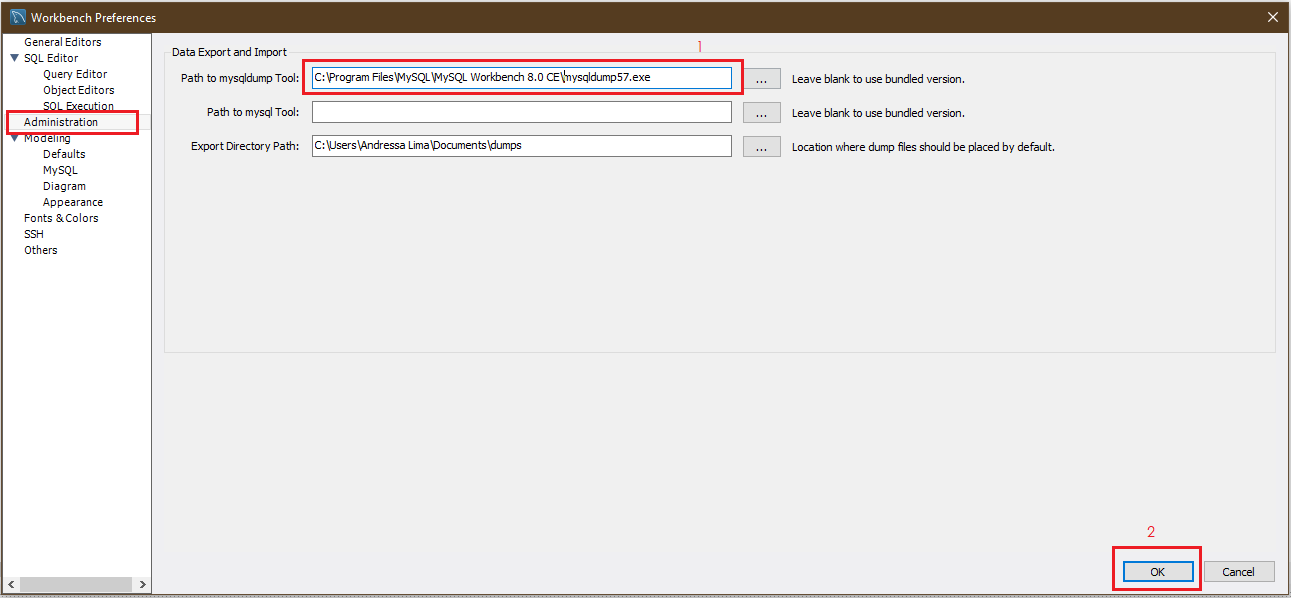 Workbench Preferences
General Editors
SQL Editor
Query Editor
Object Editors
SQL Execution
Administration
Modeling
Defaults
MySQL
Diagram
Appearance
Fonts & Colors
SSH
Others
Data Export and Import
1
Path to mysqldump Tool: C:\Program Files\MySQL\MySQL Workbench 8.0 CE\mysqldump57.exe ... Leave blank to use bundled version.
Path to mysql Tool: ... Leave blank to use bundled version.
Export Directory Path: C:\Users\Andressa Lima\Documents\dumps ... Location where dump files should be placed by default.
2
OK Cancel